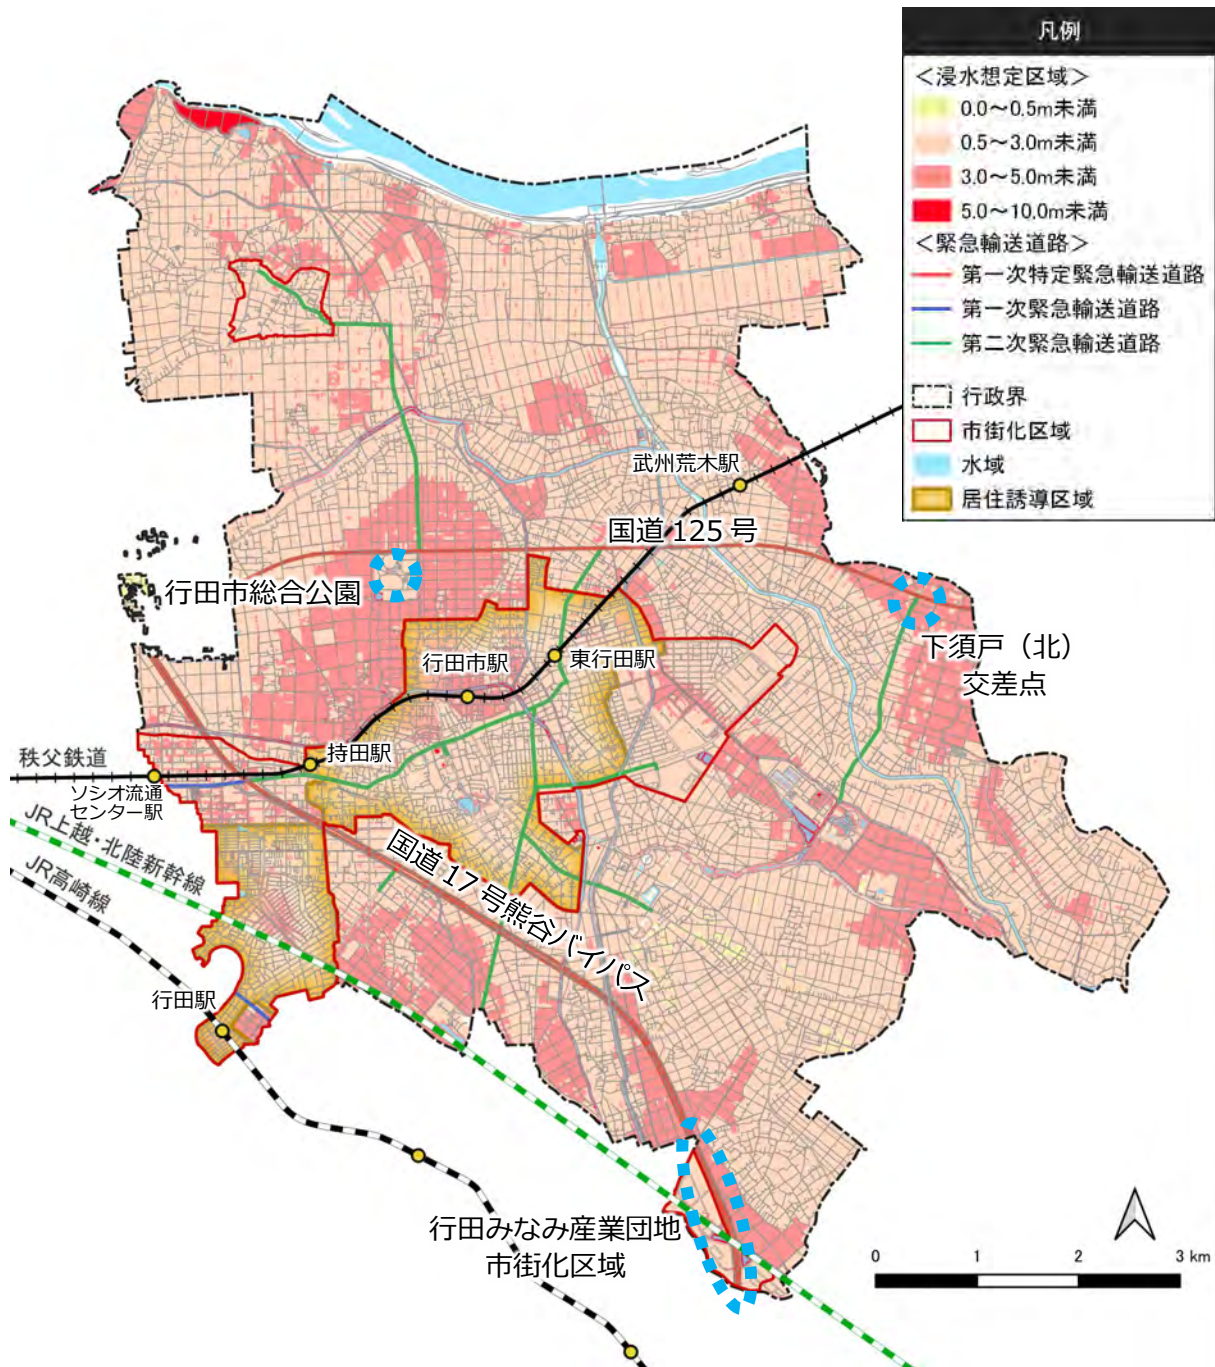 凡例
＜浸水想定区域＞
0.0～0.5m未満
0.5～3.0m未満
3.0～5.0m未満
5.0～10.0m未満
＜緊急輸送道路＞
第一次特定緊急輸送道路
第一次緊急輸送道路
第二次緊急輸送道路
行政界
市街化区域
水域
居住誘導区域
武州荒木駅
国道125号
行田市総合公園
下須戸（北）
交差点
行田市駅
東行田駅
持田駅
秩父鉄道
ソシオ流通
センター駅
JR上越・北陸新幹線
JR高崎線
国道17号熊谷バイパス
行田駅
行田みなみ産業団地
市街化区域
0 1 2 3 km